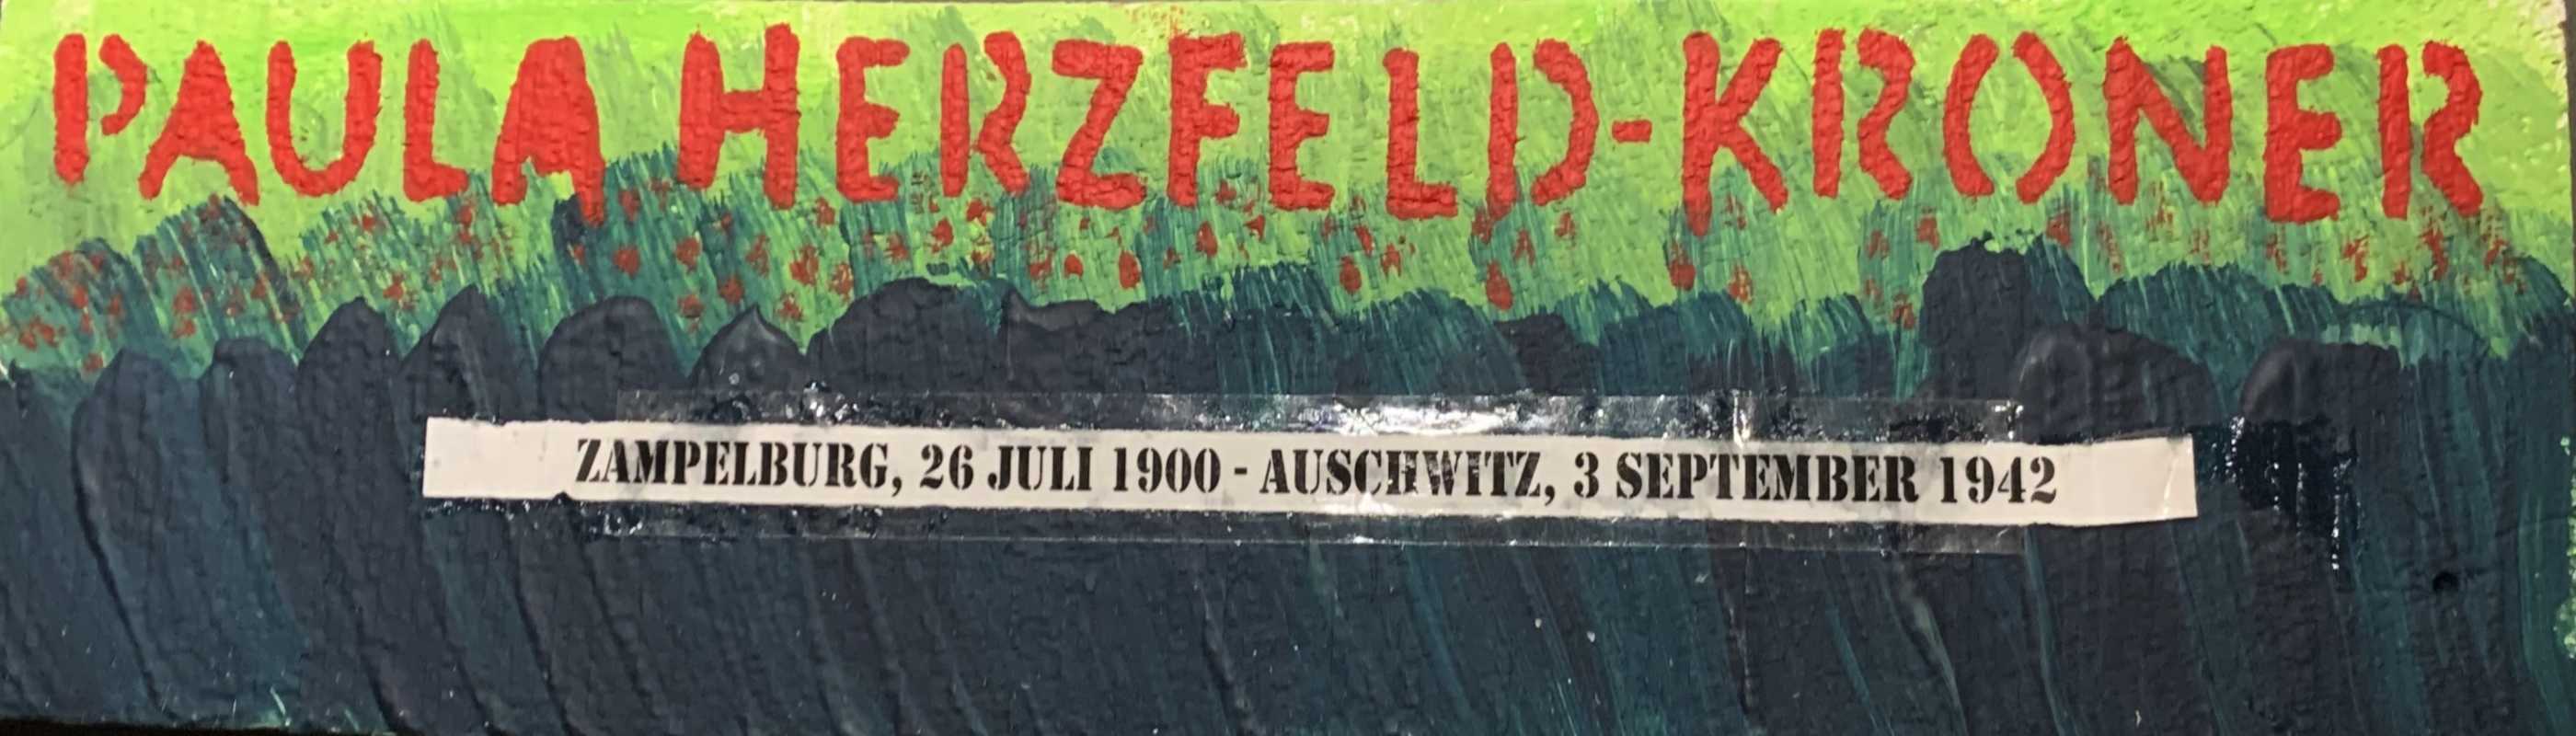 PAULA HERZFELD-KRONER
ZAMPELBURG, 26 JULI 1900 - AUSCHWITZ, 3 SEPTEMBER 1942